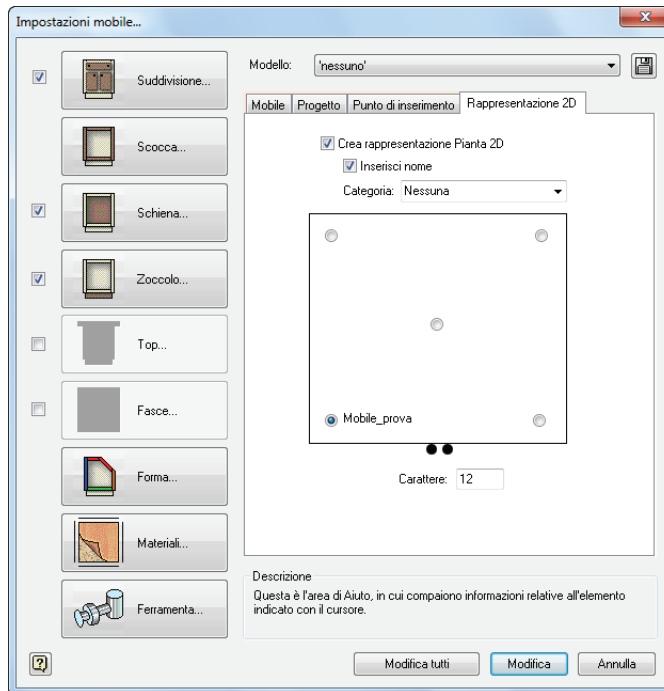 Impostazioni mobile...
Suddivisione...
Scocca...
Schiena...
Zoccolo...
Top...
Fasce...
Forma...
Materiali...
Ferramenta...
Modello: 'nessuno'
Mobile Progetto Punto di inserimento Rappresentazione 2D
Crea rappresentazione Pianta 2D
Inserisci nome
Categoria: Nessuna
Mobile_prova
Carattere: 12
Descrizione
Questa è l'area di Aiuto, in cui compaiono informazioni relative all'elemento
indicato con il cursore.
Modifica tutti Modifica Annulla